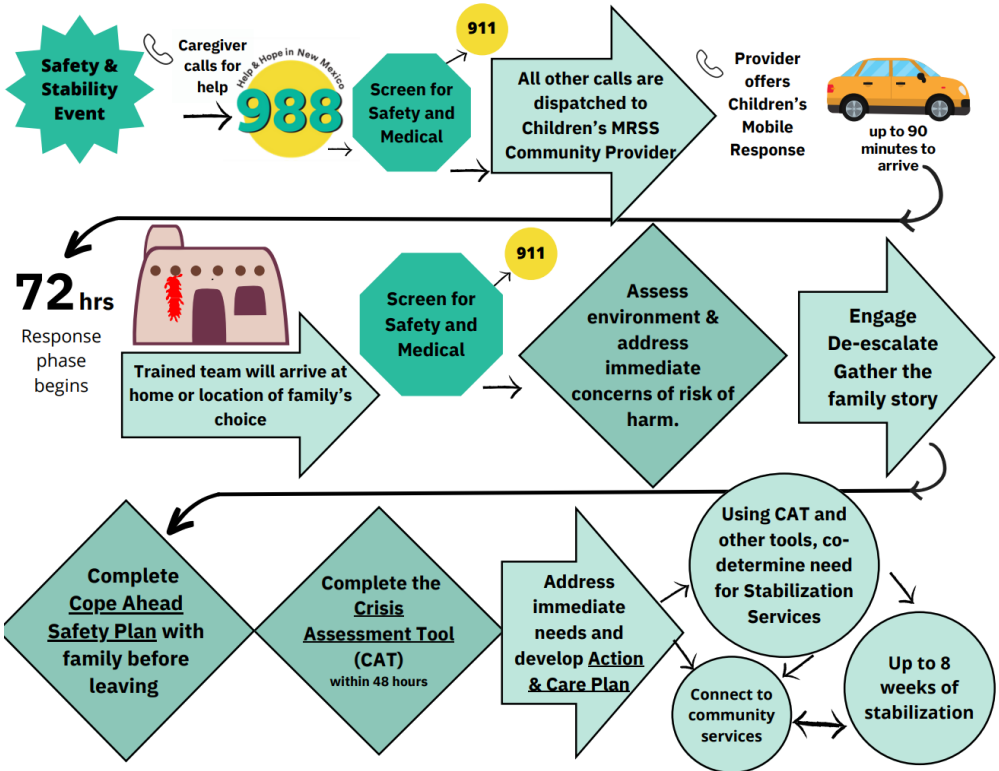 Safety &
Stability
Event
Caregiver
calls for
help
Help & Hope in New Mexico
988
Screen for
Safety and
Medical
911
All other calls are
dispatched to
Children's MRSS
Community Provider
Provider
offers
Children's
Mobile
Response
up to 90
minutes to
arrive
72 hrs
Response
phase
begins
Trained team will arrive at
home or location of family's
choice
Screen for
Safety and
Medical
911
Assess
environment &
address
immediate
concerns of risk of
harm.
Engage
De-escalate
Gather the
family story
Complete
Cope Ahead
Safety Plan with
family before
leaving
Complete the
Crisis
Assessment Tool
(CAT)
within 48 hours
Address
immediate
needs and
develop Action
& Care Plan
Using CAT and
other tools, co-
determine need
for Stabilization
Services
Connect to
community
services
Up to 8
weeks of
stabilization